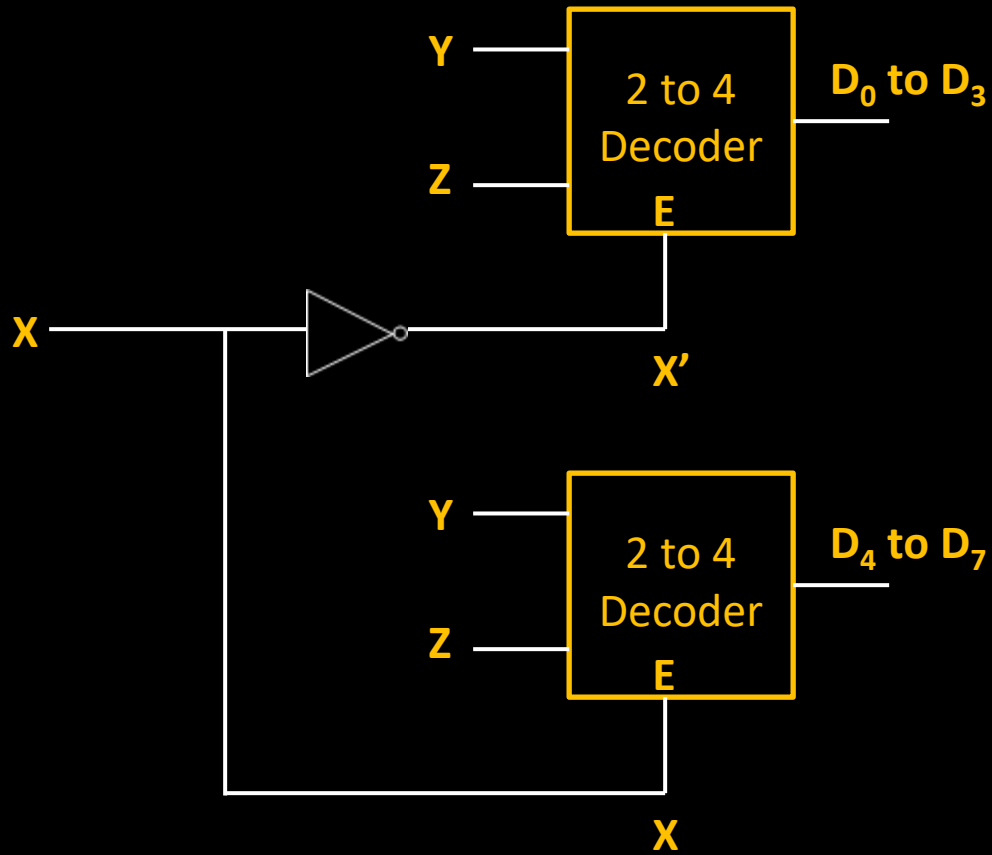 Y
2 to 4
Decoder
D₀ to D₃
Z
E
X
X’
Y
2 to 4
Decoder
D₄ to D₇
Z
E
X